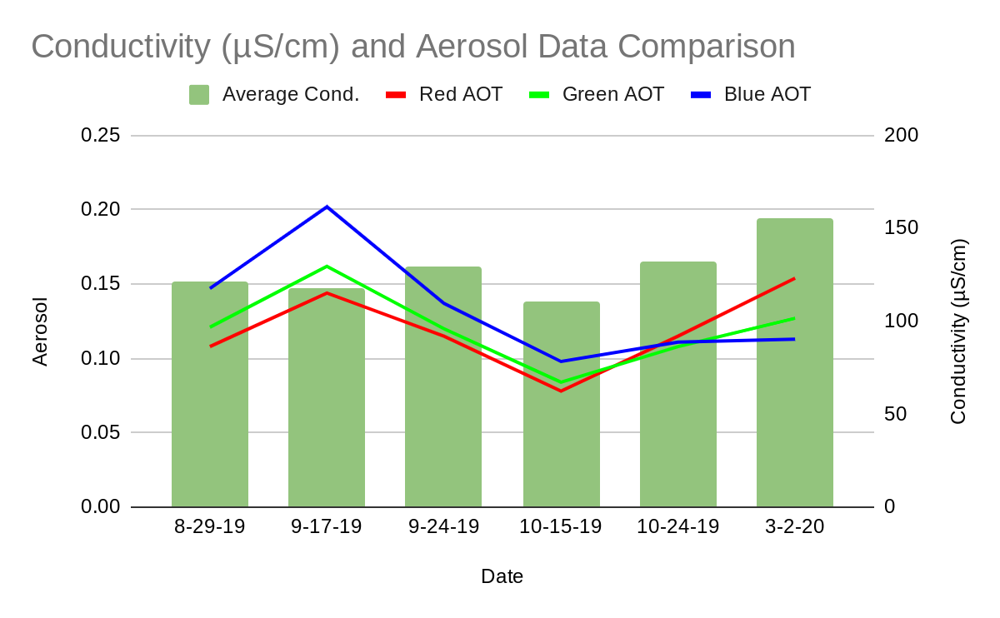 Conductivity (µS/cm) and Aerosol Data Comparison
Average Cond. Red AOT Green AOT Blue AOT
0.25
0.20
0.15
0.10
0.05
0.00
Aerosol
200
150
100
50
0
Conductivity (µS/cm)
8-29-19 9-17-19 9-24-19 10-15-19 10-24-19 3-2-20
Date